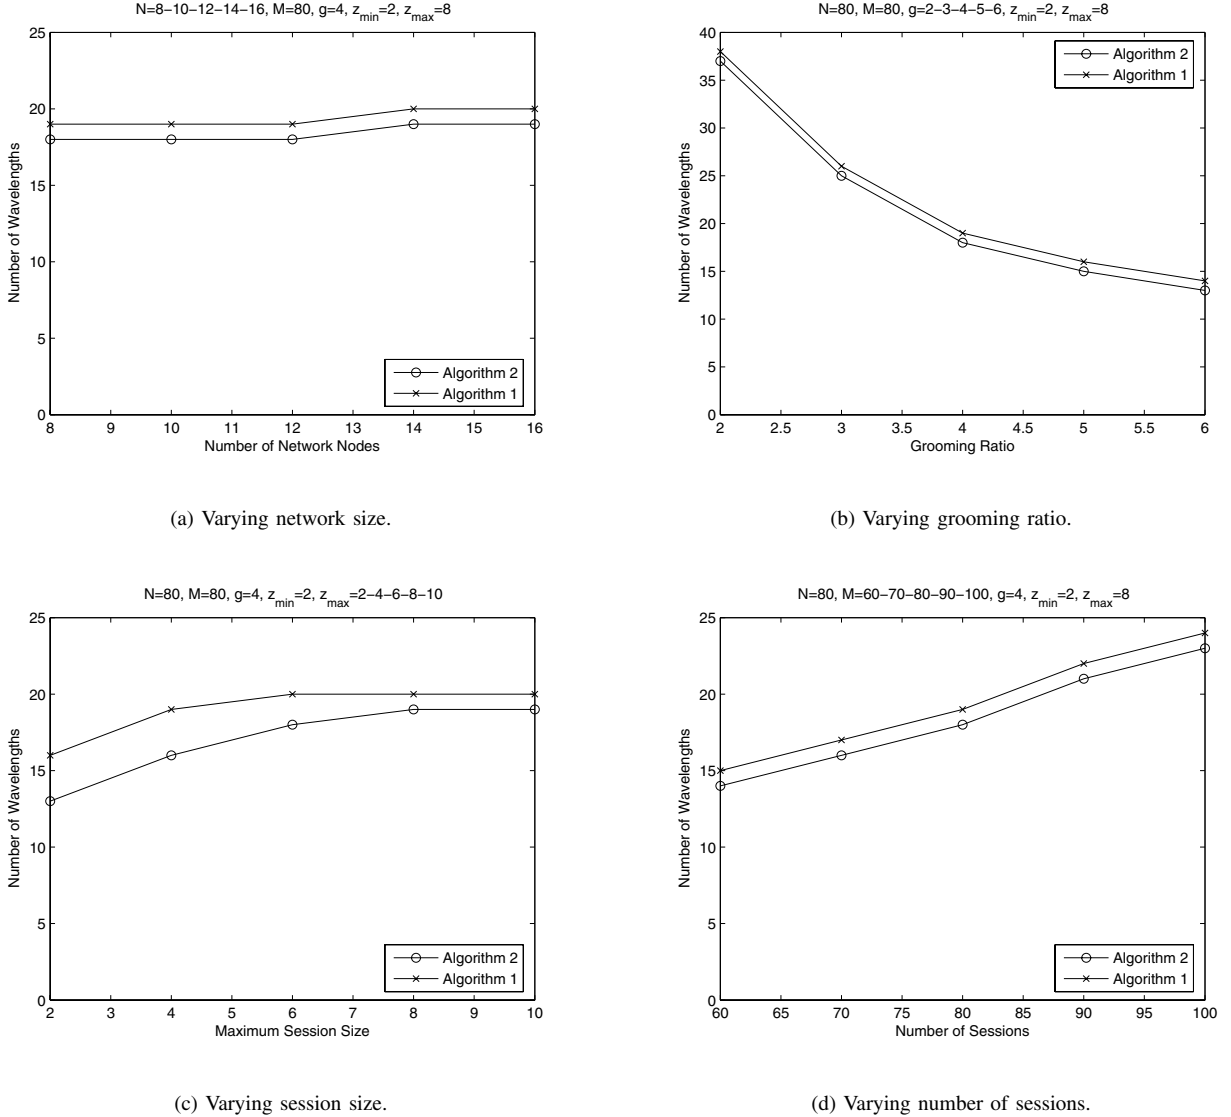 N=8−10−12−14−16, M=80, g=4, z_min=2, z_max=8
25
20
15
10
5
0
Number of Wavelengths
8 9 10 11 12 13 14 15 16
Number of Network Nodes
Algorithm 2
Algorithm 1
(a) Varying network size.
N=80, M=80, g=2−3−4−5−6, z_min=2, z_max=8
40
35
30
25
20
15
10
5
0
Number of Wavelengths
2 2.5 3 3.5 4 4.5 5 5.5 6
Grooming Ratio
Algorithm 2
Algorithm 1
(b) Varying grooming ratio.
N=80, M=80, g=4, z_min=2, z_max=2−4−6−8−10
25
20
15
10
5
0
Number of Wavelengths
2 3 4 5 6 7 8 9 10
Maximum Session Size
Algorithm 2
Algorithm 1
(c) Varying session size.
N=80, M=60−70−80−90−100, g=4, z_min=2, z_max=8
25
20
15
10
5
0
Number of Wavelengths
60 65 70 75 80 85 90 95 100
Number of Sessions
Algorithm 2
Algorithm 1
(d) Varying number of sessions.